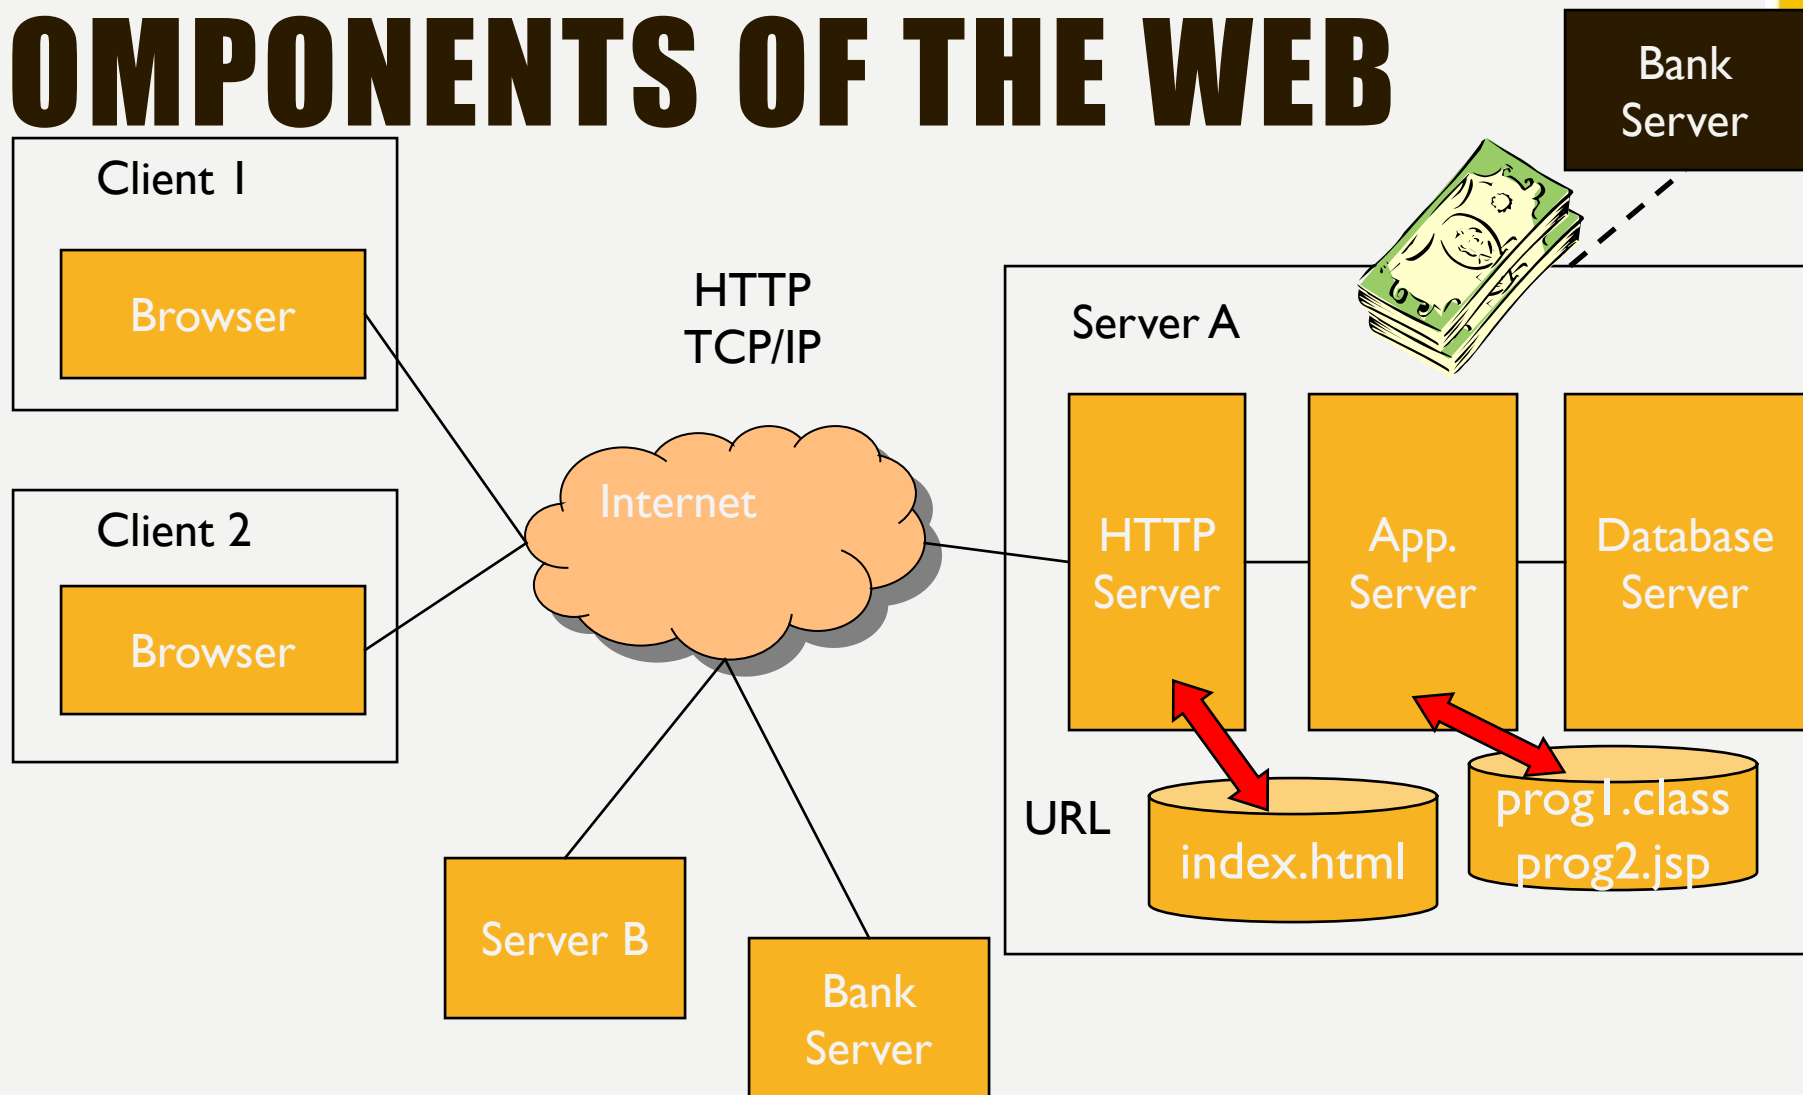 OMPONENTS OF THE WEB
Bank
Server
Client 1
Browser
HTTP
TCP/IP
Server A
Client 2
Browser
Internet
HTTP
Server
App.
Server
Database
Server
URL
index.html
prog1.class
prog2.jsp
Server B
Bank
Server